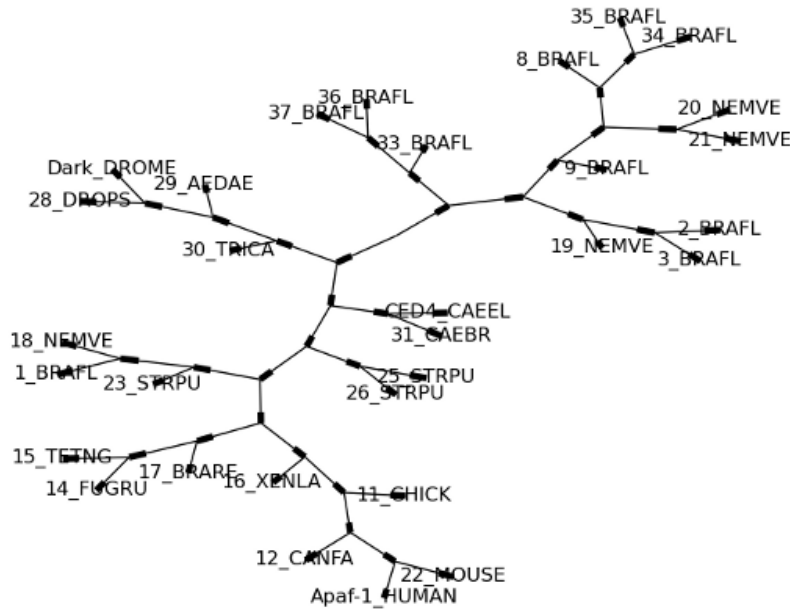 35_BRAFL
34_BRAFL
8_BRAFL
36_BRAFL
37_BRAFL
20_NEMVE
33_BRAFL
21_NEMVE
Dark_DROME
9_BRAFL
29_AEDAE
28_DROPS
2_BRAFL
30_TRICA
19_NEMVE
3_BRAFL
CED4_CAEEL
31_CAEBR
18_NEMVE
1_BRAFL
23_STRPU
25_STRPU
26_STRPU
15_TETNG
17_BRARE
14_FUGRU
16_XENLA
11_CHICK
12_CANFA
22_MOUSE
Apaf-1_HUMAN